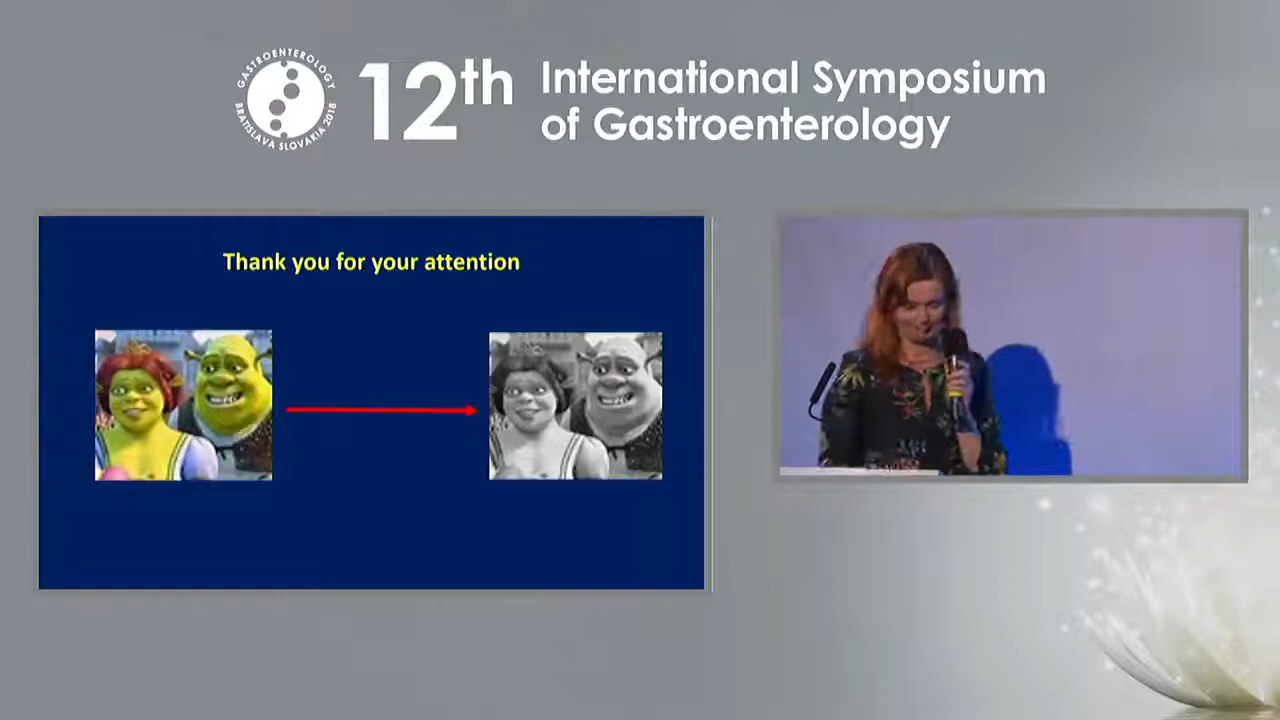 GASTROENTEROLOGY
BRATISLAVA SLOVAKIA 2018
12th
International Symposium
of Gastroenterology
Thank you for your attention